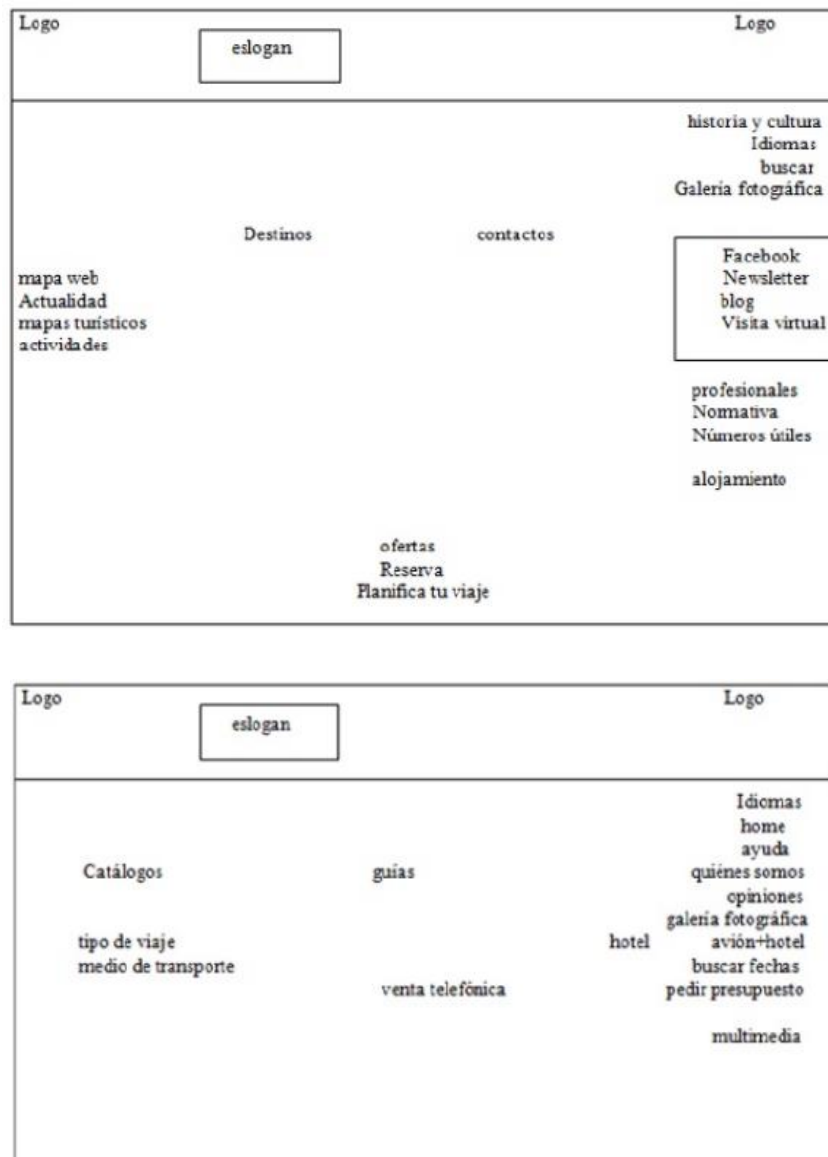 Logo
Logo
eslogan
historia y cultura
Idiomas
buscar
Galería fotográfica
Destinos
contactos
mapa web
Actualidad
mapas turísticos
actividades
Facebook
Newsletter
blog
Visita virtual
profesionales
Normativa
Números útiles
alojamiento
ofertas
Reserva
Planifica tu viaje
Logo
Logo
eslogan
Idiomas
home
ayuda
Catálogos
guías
quiénes somos
opiniones
galería fotográfica
tipo de viaje
hotel
avión+hotel
medio de transporte
buscar fechas
venta telefónica
pedir presupuesto
multimedia